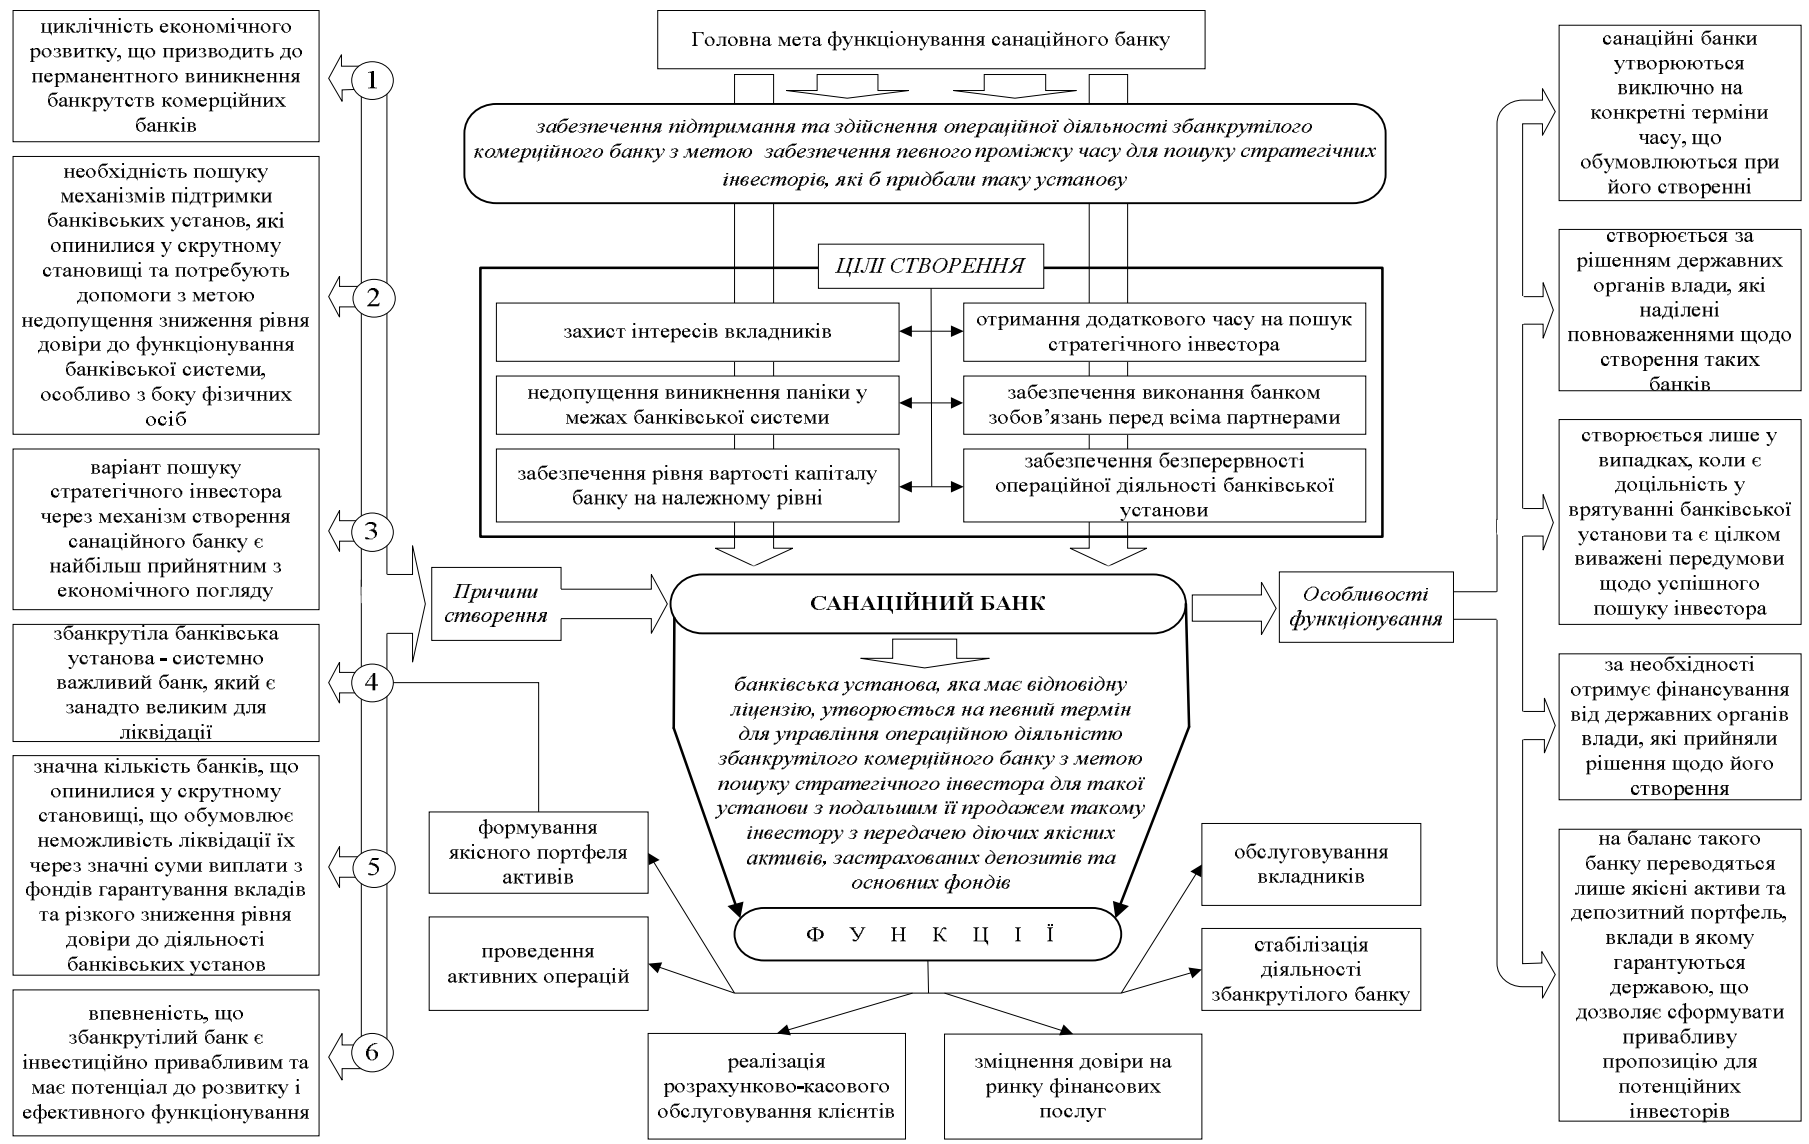 Головна мета функціонування санаційного банку
забезпечення підтримання та здійснення операційної діяльності збанкрутілого
комерційного банку з метою забезпечення певного проміжку часу для пошуку стратегічних
інвесторів, які б придбали таку установу
ЦІЛІ СТВОРЕННЯ
захист інтересів вкладників
отримання додаткового часу на пошук
стратегічного інвестора
недопущення виникнення паніки у
межах банківської системи
забезпечення виконання банком
зобов’язань перед всіма партнерами
забезпечення рівня вартості капіталу
банку на належному рівні
забезпечення безперервності
операційної діяльності банківської
установи
циклічність економічного
розвитку, що призводить до
перманентного виникнення
банкрутств комерційних
банків
1
необхідність пошуку
механізмів підтримки
банківських установ, які
опинилися у скрутному
становищі та потребують
допомоги з метою
недопущення зниження рівня
довіри до функціонування
банківської системи,
особливо з боку фізичних
осіб
2
варіант пошуку
стратегічного інвестора
через механізм створення
санаційного банку є
найбільш прийнятним з
економічного погляду
3
збанкрутіла банківська
установа - системно
важливий банк, який є
занадто великим для
ліквідації
4
значна кількість банків, що
опинилися у скрутному
становищі, що обумовлює
неможливість ліквідації їх
через значні суми виплати з
фондів гарантування вкладів
та різкого зниження рівня
довіри до діяльності
банківських установ
5
впевненість, що
збанкрутілий банк є
інвестиційно привабливим та
має потенціал до розвитку і
ефективного функціонування
6
Причини
створення
САНАЦІЙНИЙ БАНК
Особливості
функціонування
банківська установа, яка має відповідну
ліцензію, утворюється на певний термін
для управління операційною діяльністю
збанкрутілого комерційного банку з метою
пошуку стратегічного інвестора для такої
установи з подальшим її продажем такому
інвестору з передачею діючих якісних
активів, застрахованих депозитів та
основних фондів
Ф У Н К Ц І Ї
формування
якісного портфеля
активів
проведення
активних операцій
реалізація
розрахунково-касового
обслуговування клієнтів
зміцнення довіри на
ринку фінансових
послуг
обслуговування
вкладників
стабілізація
діяльності
збанкрутілого банку
санаційні банки
утворюються
виключно на
конкретні терміни
часу, що
обумовлюються при
його створенні
створюється за
рішенням державних
органів влади, які
наділені
повноваженнями щодо
створення таких
банків
створюється лише у
випадках, коли є
доцільність у
врятуванні банківської
установи та є цілком
виважені передумови
щодо успішного
пошуку інвестора
за необхідності
отримує фінансування
від державних органів
влади, які прийняли
рішення щодо його
створення
на баланс такого
банку переводяться
лише якісні активи та
депозитний портфель,
вклади в якому
гарантуються
державою, що
дозволяє сформувати
привабливу
пропозицію для
потенційних
інвесторів